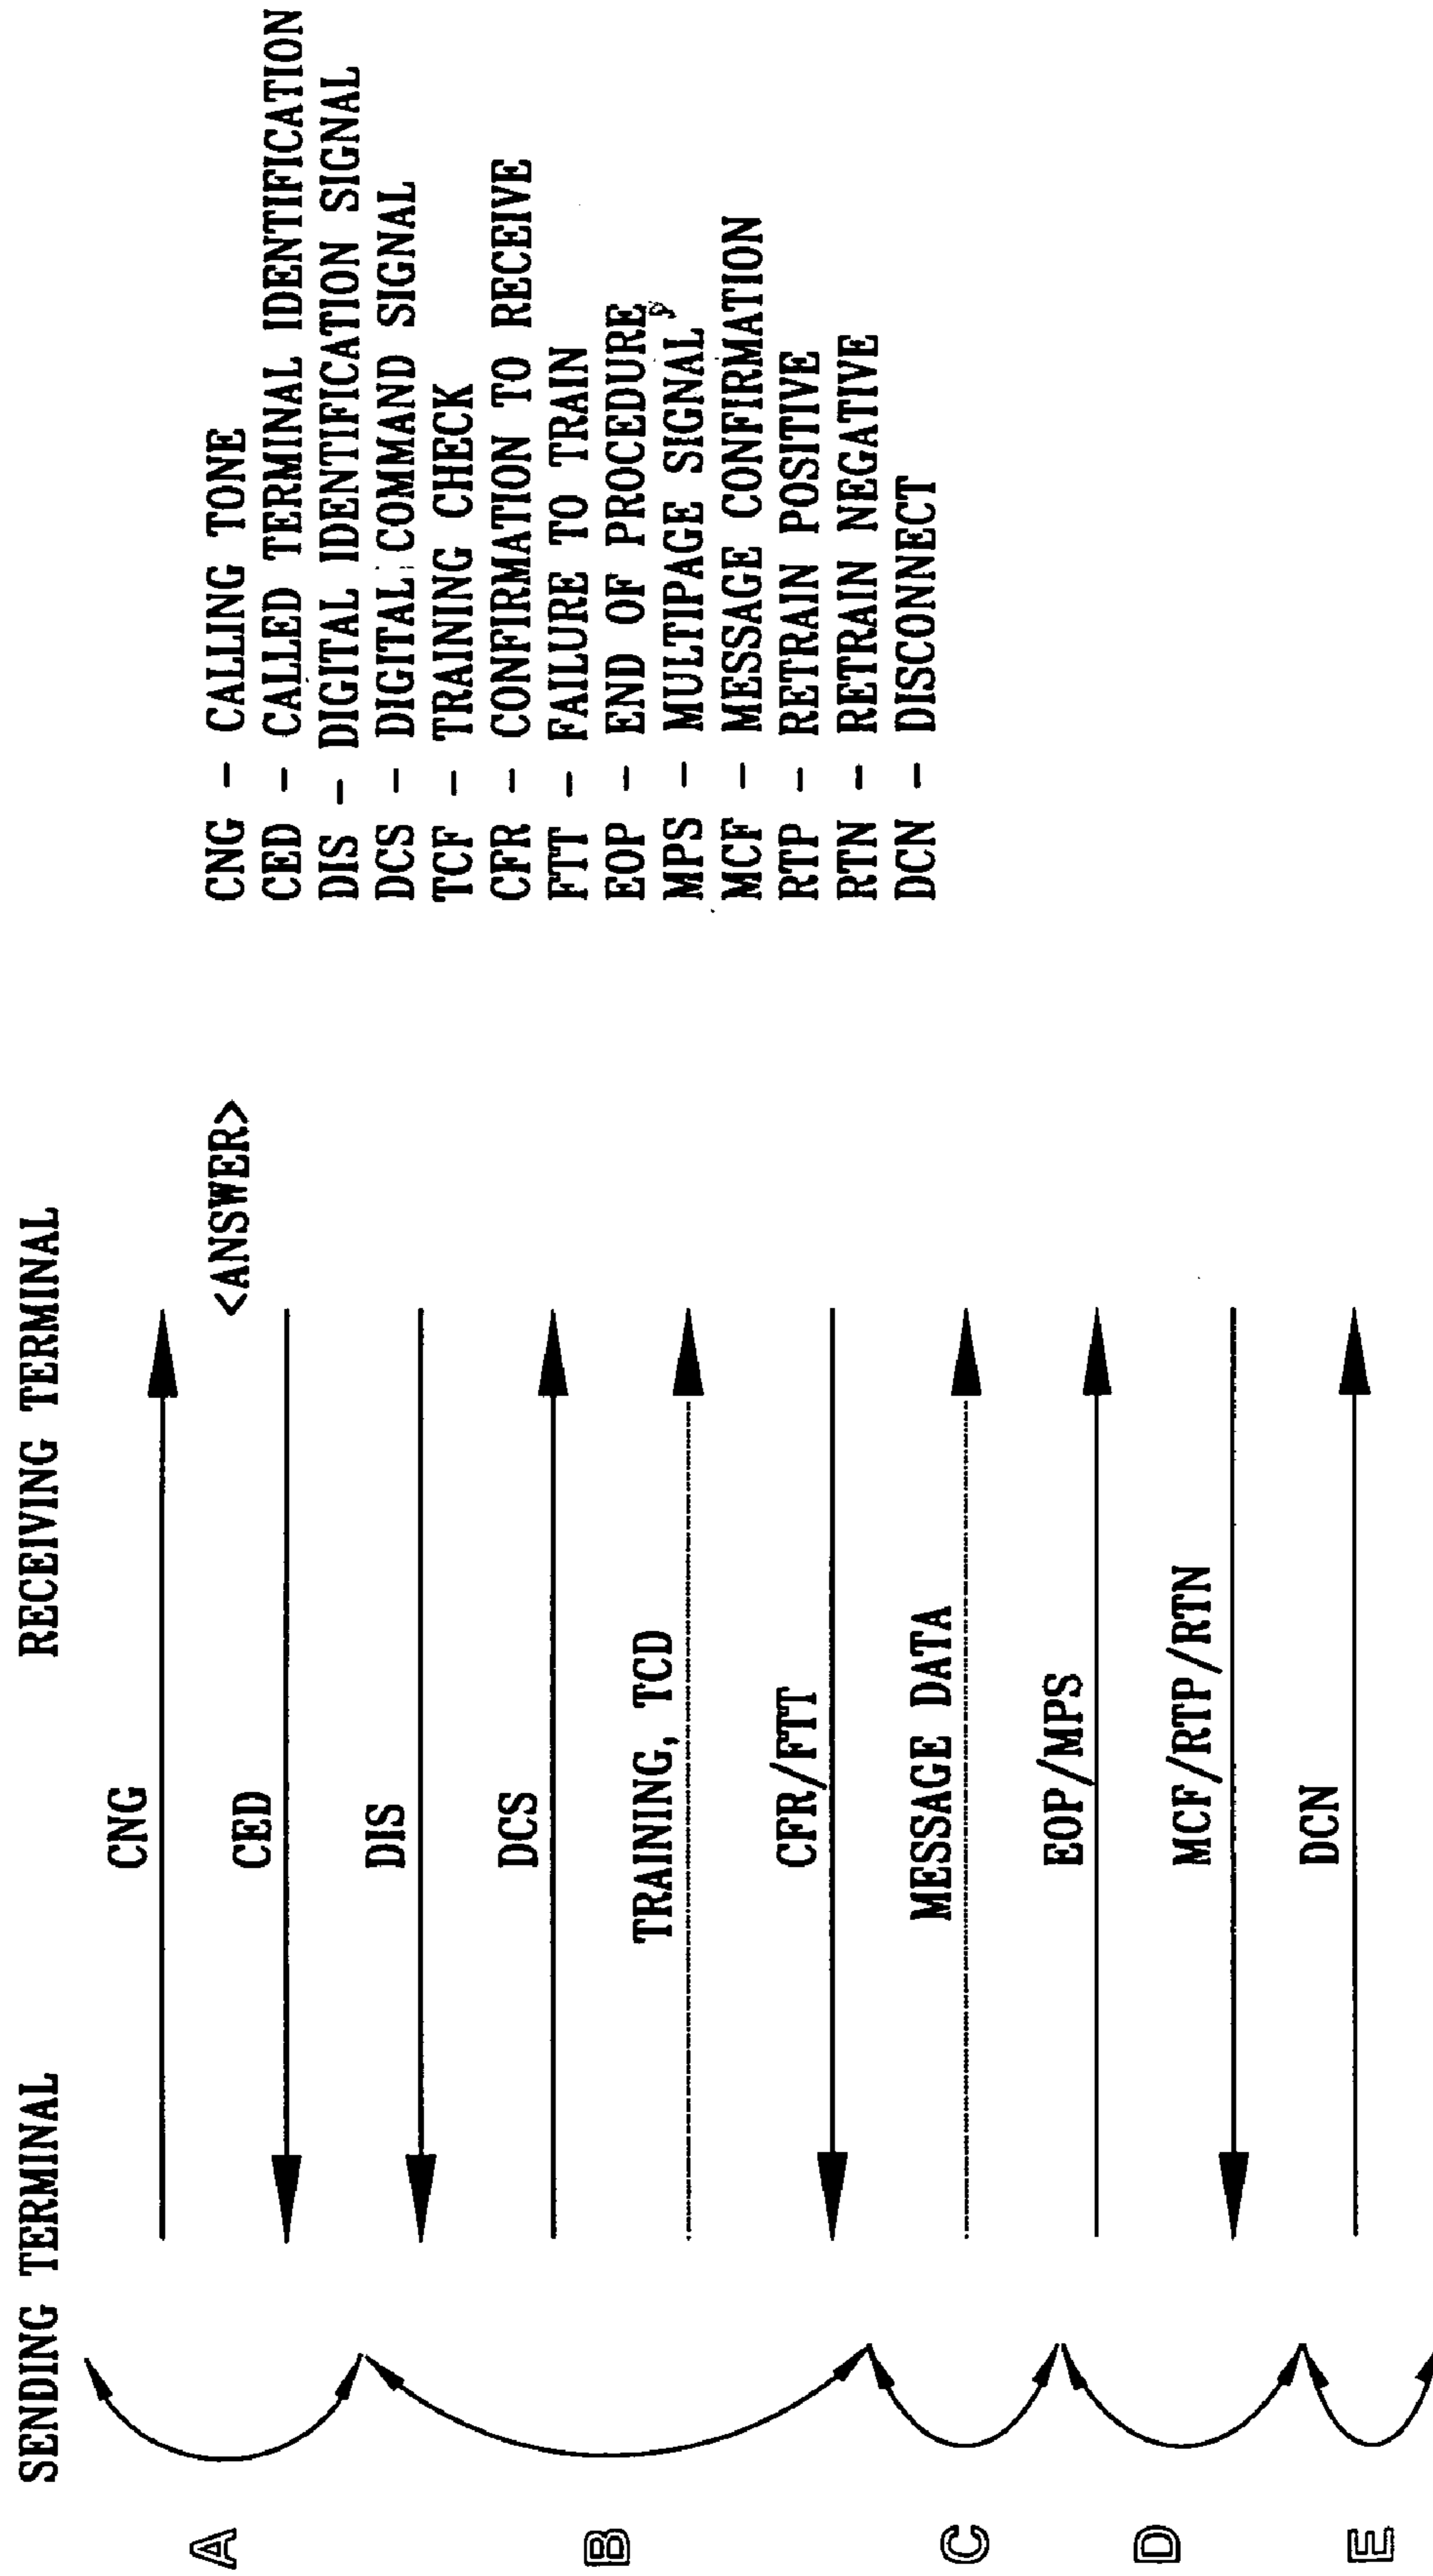 SENDING TERMINAL
RECEIVING TERMINAL
A
CNG
<ANSWER>
CED
B
DIS
DCS
TRAINING, TCD
CFR/FTT
C
MESSAGE DATA
D
EOP/MPS
MCF/RTP/RTN
E
DCN
CNG - CALLING TONE
CED - CALLED TERMINAL IDENTIFICATION
DIS - DIGITAL IDENTIFICATION SIGNAL
DCS - DIGITAL COMMAND SIGNAL
TCF - TRAINING CHECK
CFR - CONFIRMATION TO RECEIVE
FTT - FAILURE TO TRAIN
EOP - END OF PROCEDURE
MPS - MULTIPAGE SIGNAL
MCF - MESSAGE CONFIRMATION
RTP - RETRAIN POSITIVE
RTN - RETRAIN NEGATIVE
DCN - DISCONNECT